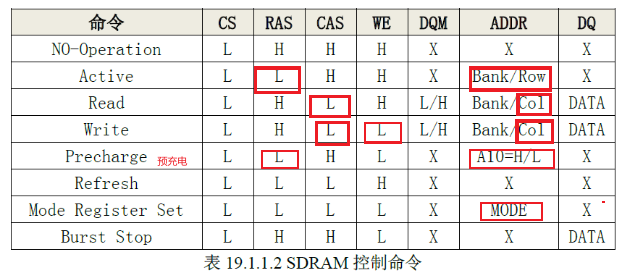 命令 CS RAS CAS WE DQM ADDR DQ
NO-Operation L H H H X X X
Active L L H H X Bank/Row X
Read L H L H L/H Bank/Col DATA
Write L H L L L/H Bank/Col DATA
Precharge 预充电 L L H L X A10=H/L X
Refresh L L L H X X X
Mode Register Set L L L L X MODE X
Burst Stop L H H L X X DATA
表 19.1.1.2 SDRAM 控制命令